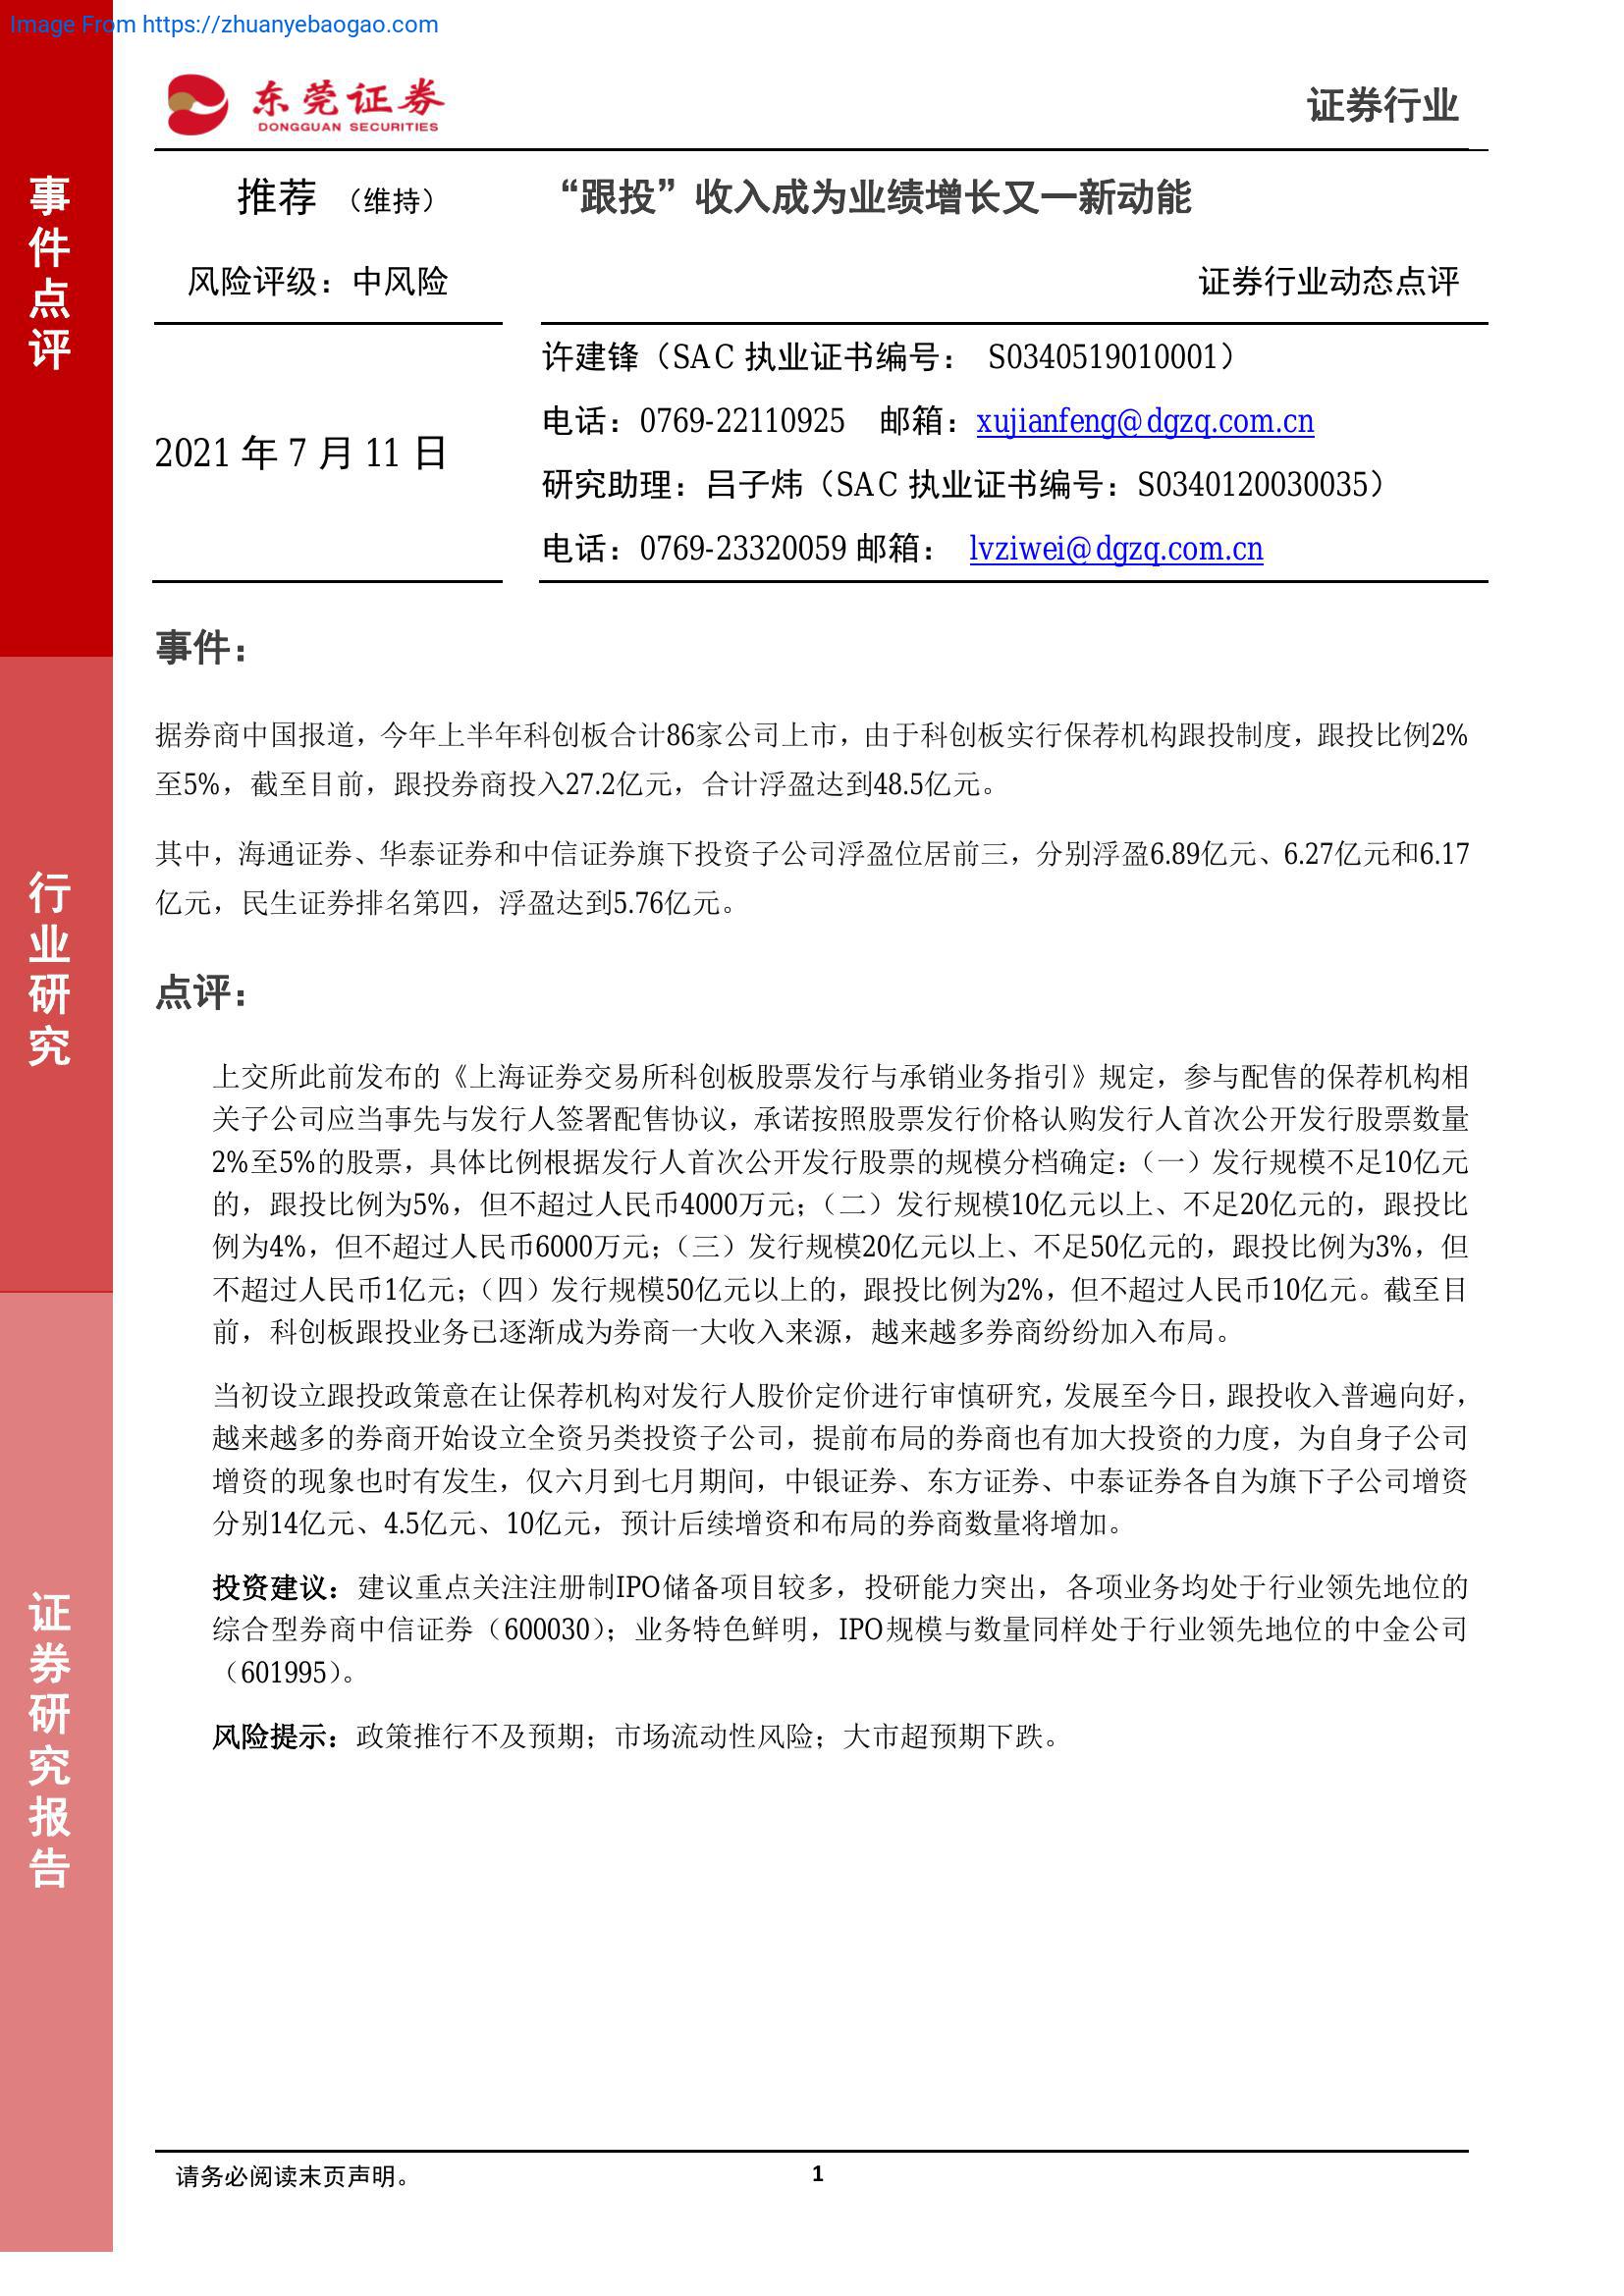 Image From https://zhuanyebaogao.com
东莞证券
DONGGUAN SECURITIES
证券行业
事件点评
行业研究
证券研究报告
推荐 （维持）
“跟投”收入成为业绩增长又一新动能
风险评级：中风险
证券行业动态点评
2021 年 7 月 11 日
许建锋（SAC 执业证书编号： S0340519010001）
电话：0769-22110925 邮箱：xujianfeng@dgzq.com.cn
研究助理：吕子炜（SAC 执业证书编号：S0340120030035）
电话：0769-23320059 邮箱： lvziwei@dgzq.com.cn
事件：
据券商中国报道，今年上半年科创板合计86家公司上市，由于科创板实行保荐机构跟投制度，跟投比例2%
至5%，截至目前，跟投券商投入27.2亿元，合计浮盈达到48.5亿元。
其中，海通证券、华泰证券和中信证券旗下投资子公司浮盈位居前三，分别浮盈6.89亿元、6.27亿元和6.17
亿元，民生证券排名第四，浮盈达到5.76亿元。
点评：
上交所此前发布的《上海证券交易所科创板股票发行与承销业务指引》规定，参与配售的保荐机构相
关子公司应当事先与发行人签署配售协议，承诺按照股票发行价格认购发行人首次公开发行股票数量
2%至5%的股票，具体比例根据发行人首次公开发行股票的规模分档确定：（一）发行规模不足10亿元
的，跟投比例为5%，但不超过人民币4000万元；（二）发行规模10亿元以上、不足20亿元的，跟投比
例为4%，但不超过人民币6000万元；（三）发行规模20亿元以上、不足50亿元的，跟投比例为3%，但
不超过人民币1亿元；（四）发行规模50亿元以上的，跟投比例为2%，但不超过人民币10亿元。截至目
前，科创板跟投业务已逐渐成为券商一大收入来源，越来越多券商纷纷加入布局。
当初设立跟投政策意在让保荐机构对发行人股价定价进行审慎研究，发展至今日，跟投收入普遍向好，
越来越多的券商开始设立全资另类投资子公司，提前布局的券商也有加大投资的力度，为自身子公司
增资的现象也时有发生，仅六月到七月期间，中银证券、东方证券、中泰证券各自为旗下子公司增资
分别14亿元、4.5亿元、10亿元，预计后续增资和布局的券商数量将增加。
投资建议：建议重点关注注册制IPO储备项目较多，投研能力突出，各项业务均处于行业领先地位的
综合型券商中信证券（600030）；业务特色鲜明，IPO规模与数量同样处于行业领先地位的中金公司
（601995）。
风险提示：政策推行不及预期；市场流动性风险；大市超预期下跌。
请务必阅读末页声明。
1